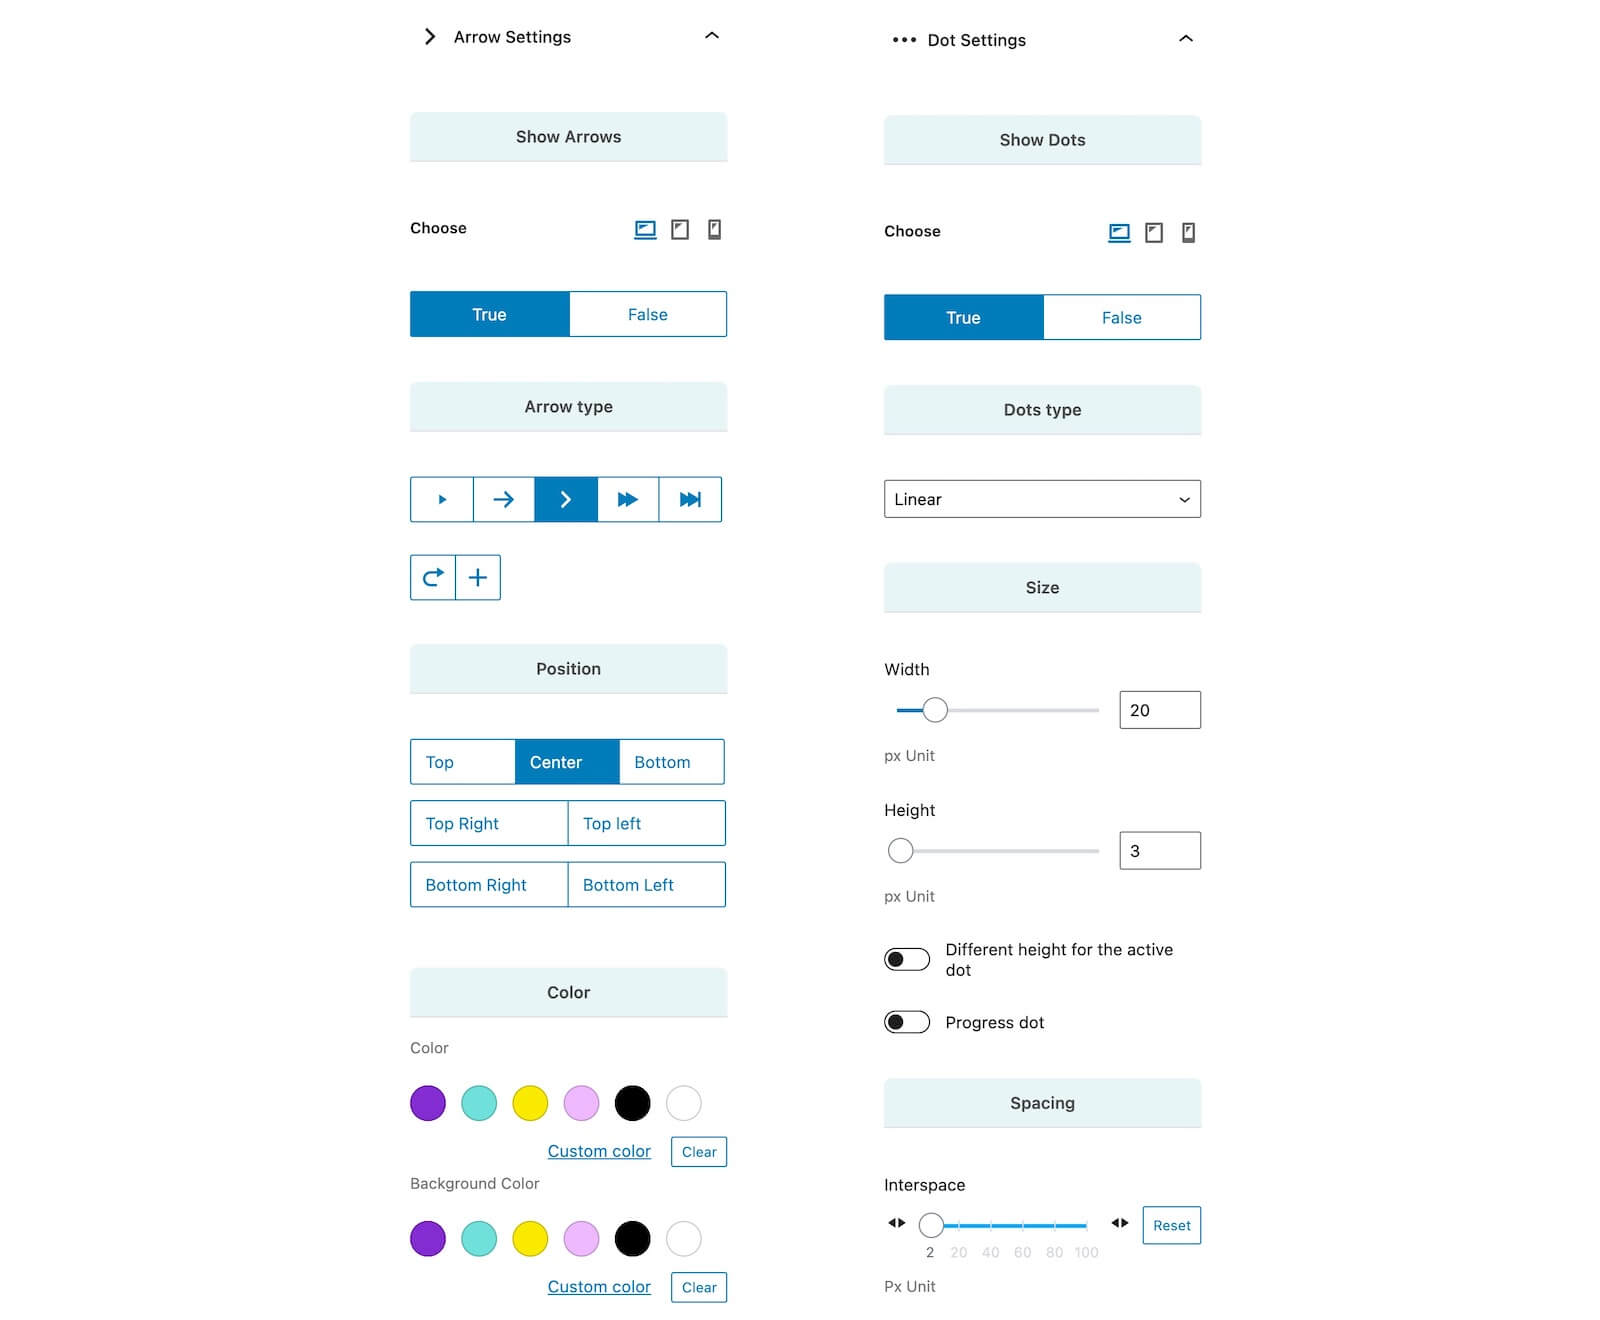 Arrow Settings
Show Arrows
Choose
True False
Arrow type
Position
Top Center Bottom
Top Right Top left
Bottom Right Bottom Left
Color
Color
Custom color Clear
Background Color
Custom color Clear
Dot Settings
Show Dots
Choose
True False
Dots type
Linear
Size
Width
20
px Unit
Height
3
px Unit
Different height for the active
dot
Progress dot
Spacing
Interspace
Reset
2 20 40 60 80 100
Px Unit